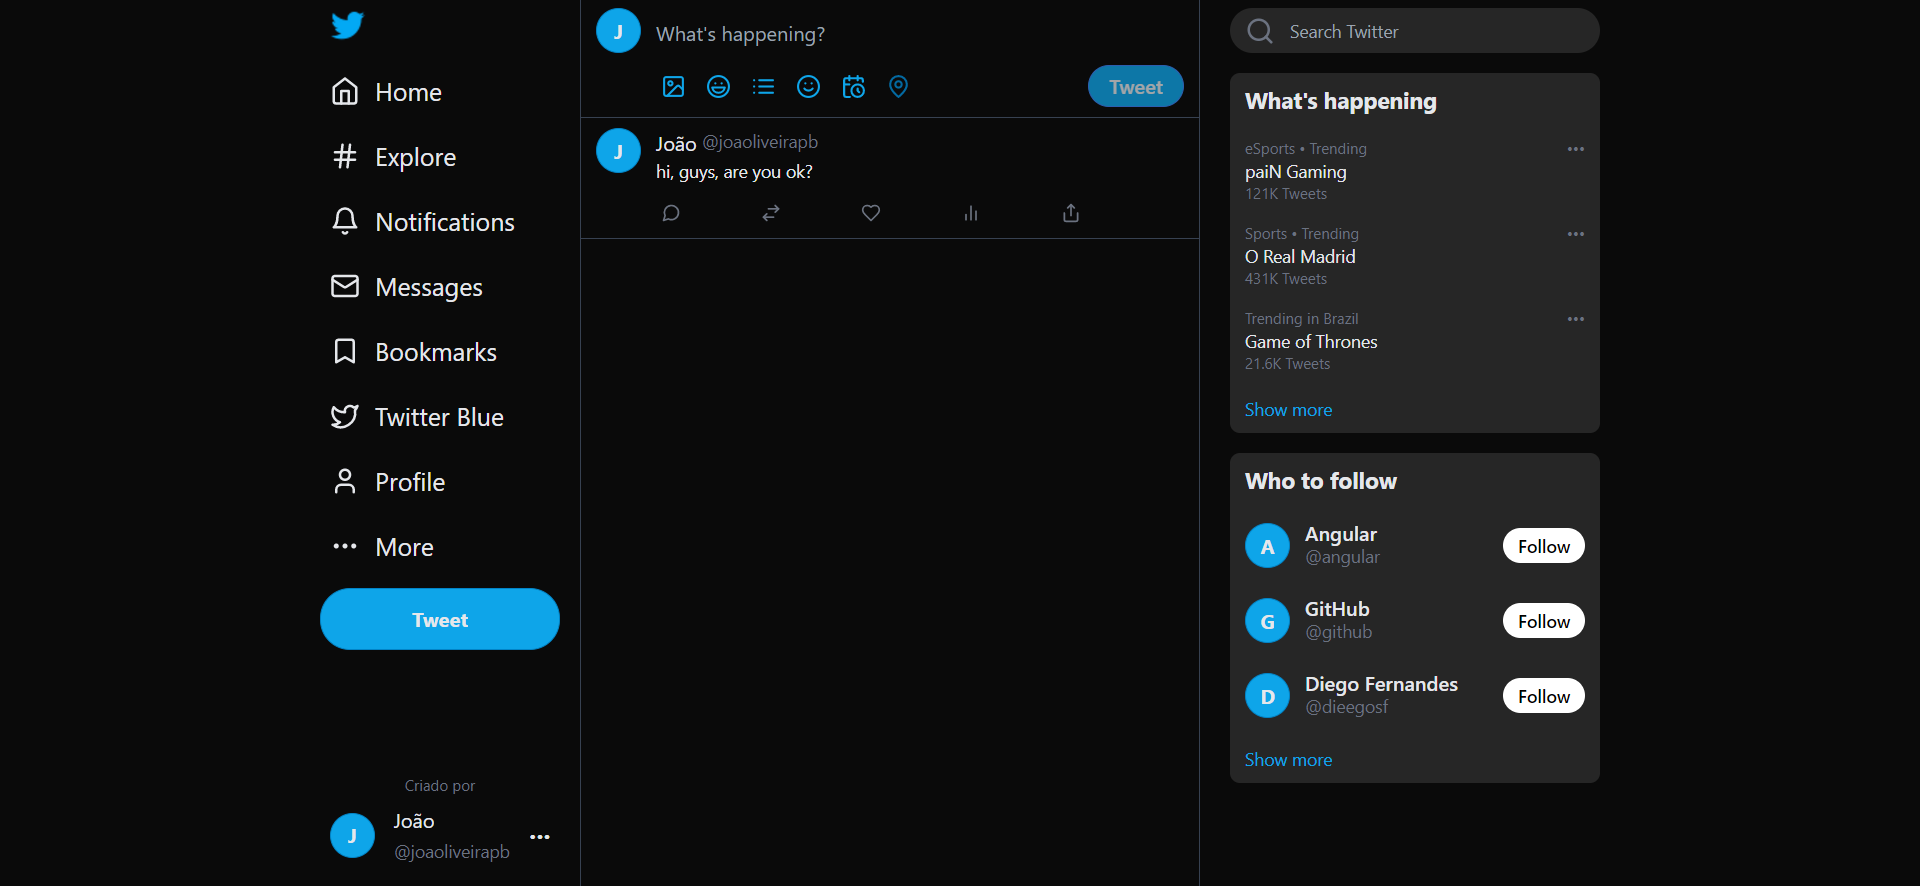 Home
Explore
Notifications
Messages
Bookmarks
Twitter Blue
Profile
More
Tweet
Criado por
J
João
@joaoliveirapb
J
What's happening?
Tweet
J
João @joaoliveirapb
hi, guys, are you ok?
Search Twitter
What's happening
eSports • Trending
paiN Gaming
121K Tweets
Sports • Trending
O Real Madrid
431K Tweets
Trending in Brazil
Game of Thrones
21.6K Tweets
Show more
Who to follow
A
Angular
@angular
Follow
G
GitHub
@github
Follow
D
Diego Fernandes
@dieegosf
Follow
Show more